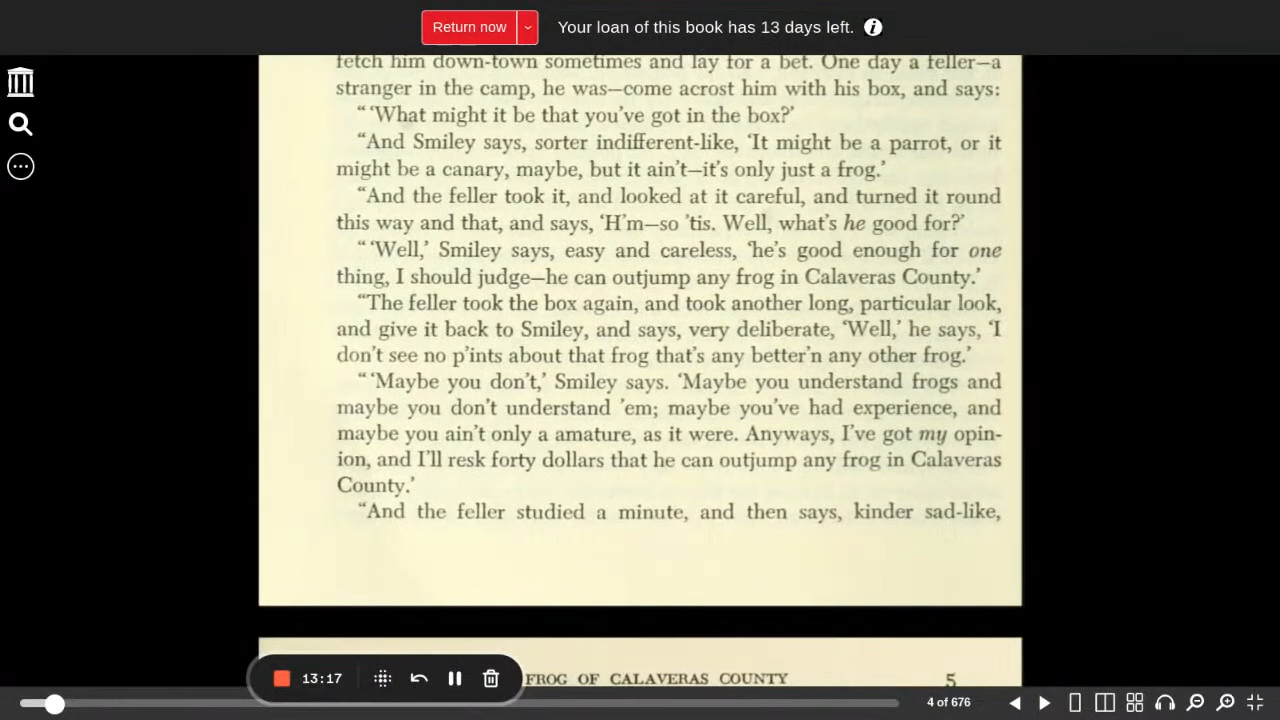 Return now
Your loan of this book has 13 days left.
fetch him down-town sometimes and lay for a bet. One day a feller—a
stranger in the camp, he was—come acrost him with his box, and says:
“ ‘What might it be that you’ve got in the box?’
“And Smiley says, sorter indifferent-like, ‘It might be a parrot, or it
might be a canary, maybe, but it ain’t—it’s only just a frog.’
“And the feller took it, and looked at it careful, and turned it round
this way and that, and says, ‘H’m—so ’tis. Well, what’s he good for?’
“ ‘Well,’ Smiley says, easy and careless, ‘he’s good enough for one
thing, I should judge—he can outjump any frog in Calaveras County.’
“The feller took the box again, and took another long, particular look,
and give it back to Smiley, and says, very deliberate, ‘Well,’ he says, ‘I
don’t see no p’ints about that frog that’s any better’n any other frog.’
“ ‘Maybe you don’t,’ Smiley says. ‘Maybe you understand frogs and
maybe you don’t understand ’em; maybe you’ve had experience, and
maybe you ain’t only a amature, as it were. Anyways, I’ve got my opin-
ion, and I’ll resk forty dollars that he can outjump any frog in Calaveras
County.’
“And the feller studied a minute, and then says, kinder sad-like,
FROG OF CALAVERAS COUNTY 5
13:17
4 of 676